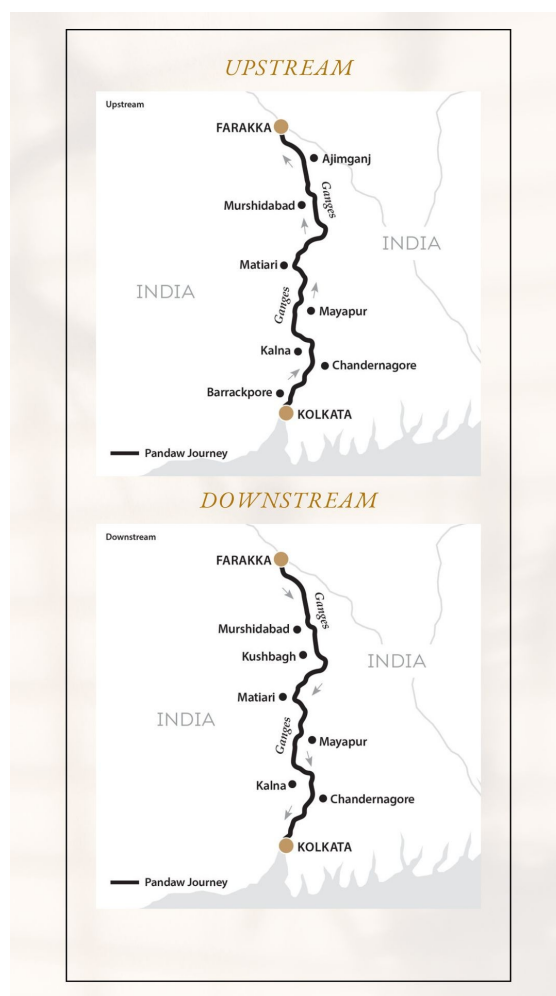 UPSTREAM
Upstream
FARAKKA
Ajimganj
Ganges
Murshidabad
INDIA
Matiari
INDIA
Ganges
Mayapur
Kalna
Chandernagore
Barrackpore
KOLKATA
Pandaw Journey
DOWNSTREAM
Downstream
FARAKKA
Ganges
Murshidabad
Kushbagh
INDIA
Matiari
INDIA
Ganges
Mayapur
Kalna
Chandernagore
KOLKATA
Pandaw Journey